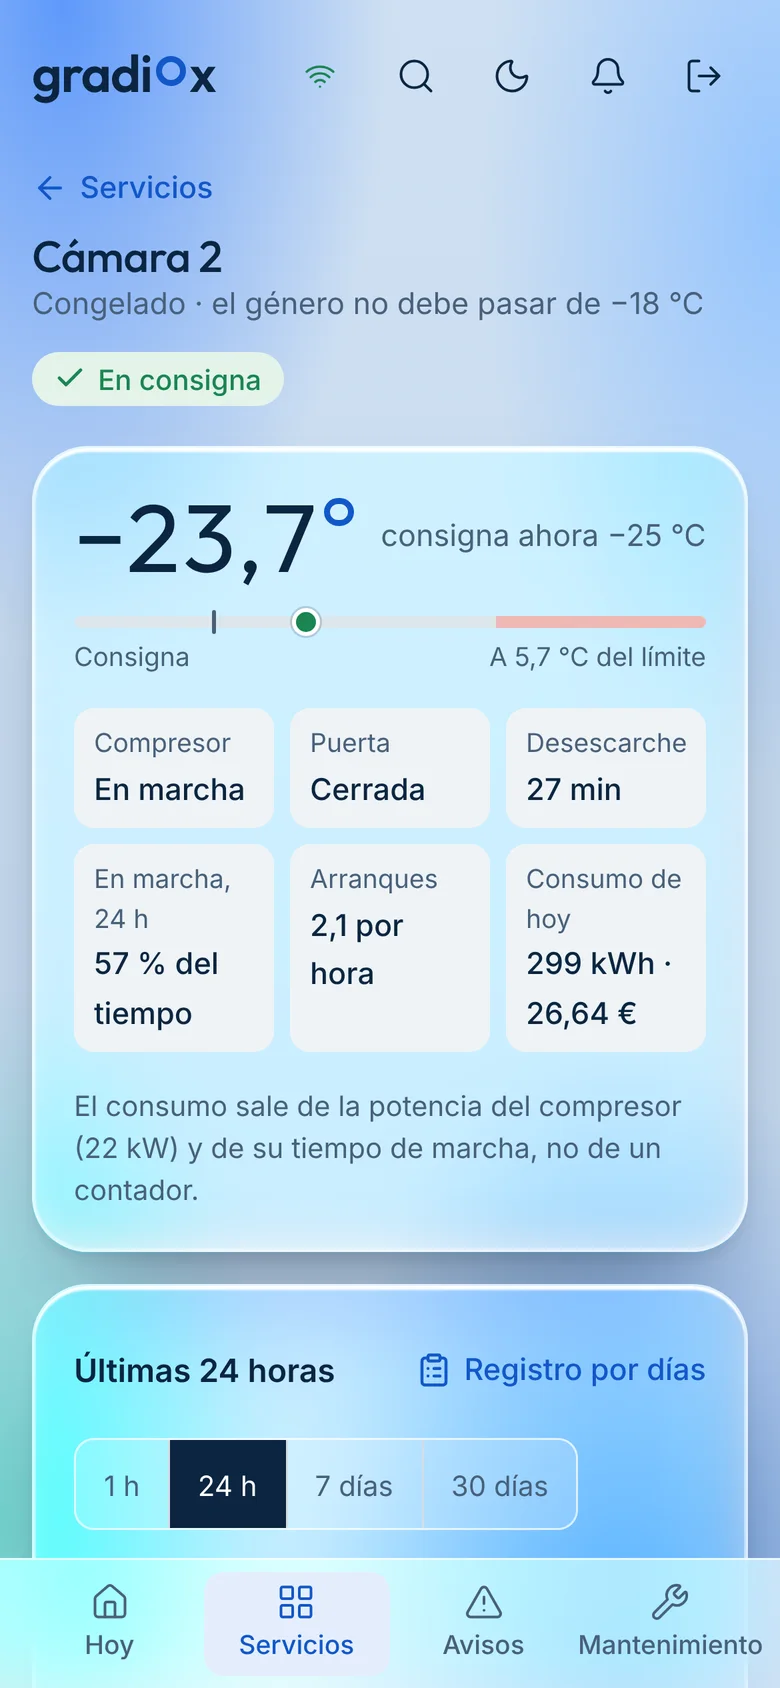 gradiox
Servicios
Cámara 2
Congelado · el género no debe pasar de −18 °C
En consigna
−23,7° consigna ahora −25 °C
Consigna A 5,7 °C del límite
Compresor Puerta Desescarche
En marcha Cerrada 27 min
En marcha, 24 h
57 % del tiempo
Arranques
2,1 por hora
Consumo de hoy
299 kWh · 26,64 €
El consumo sale de la potencia del compresor
(22 kW) y de su tiempo de marcha, no de un
contador.
Últimas 24 horas Registro por días
1 h 24 h 7 días 30 días
Hoy Servicios Avisos Mantenimiento